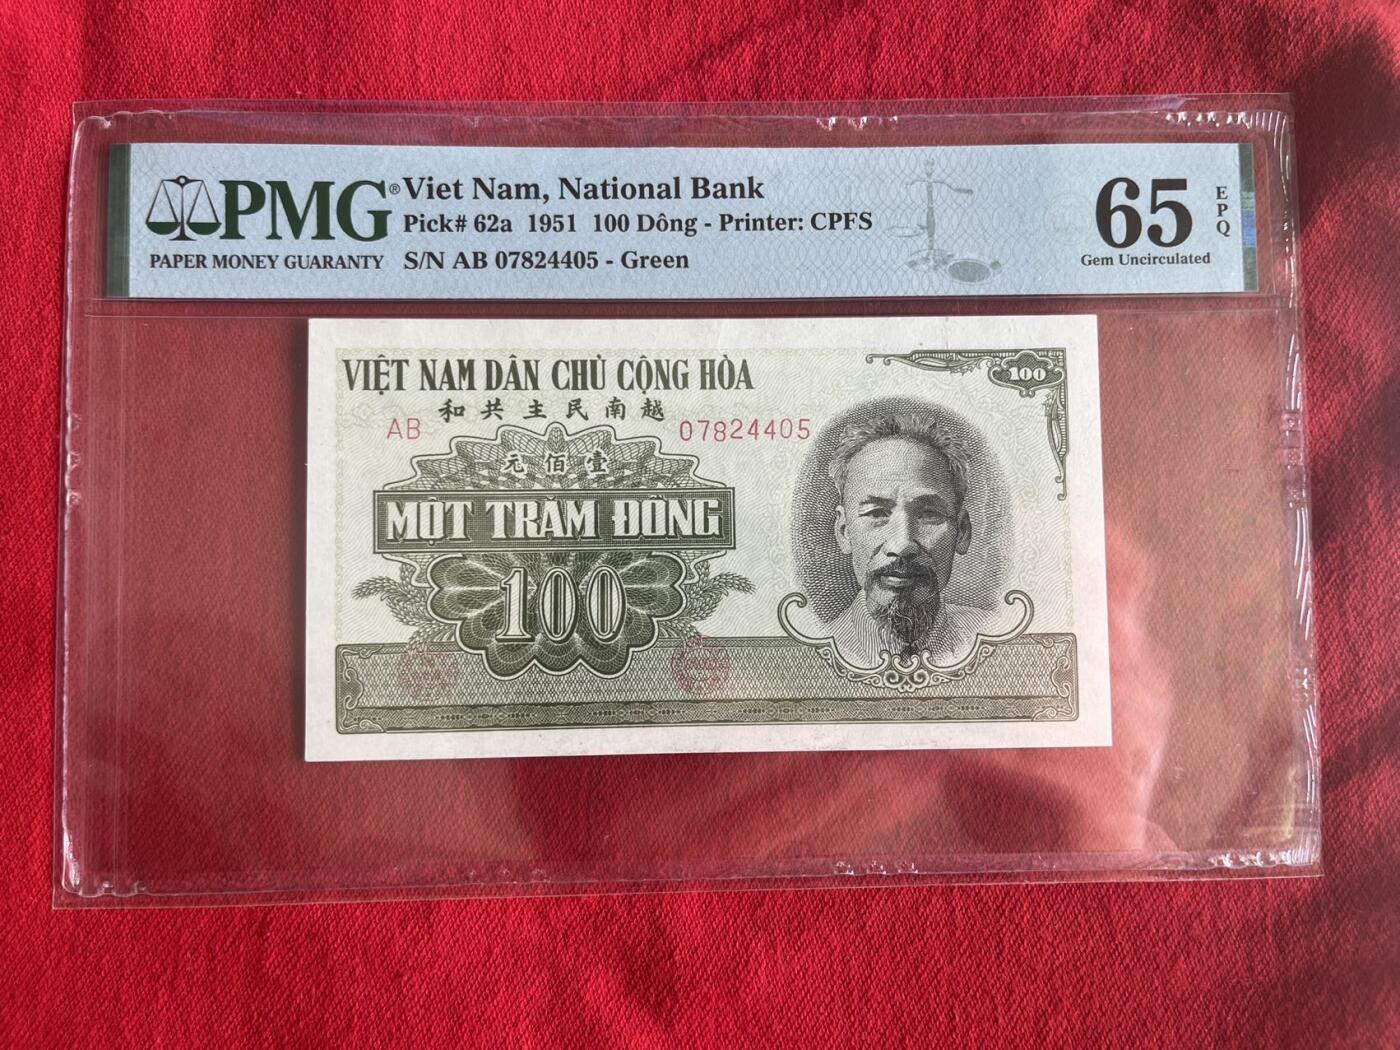 PMG®
PAPER MONEY GUARANTY
Viet Nam, National Bank
Pick# 62a 1951 100 Dông - Printer: CPFS
S/N AB 07824405 - Green
65
EPQ
Gem Uncirculated
VIỆT NAM DÂN CHỦ CỘNG HÒA
和共主民南越
100
AB 07824405
元佰壹
MỘT TRĂM ĐỒNG
100